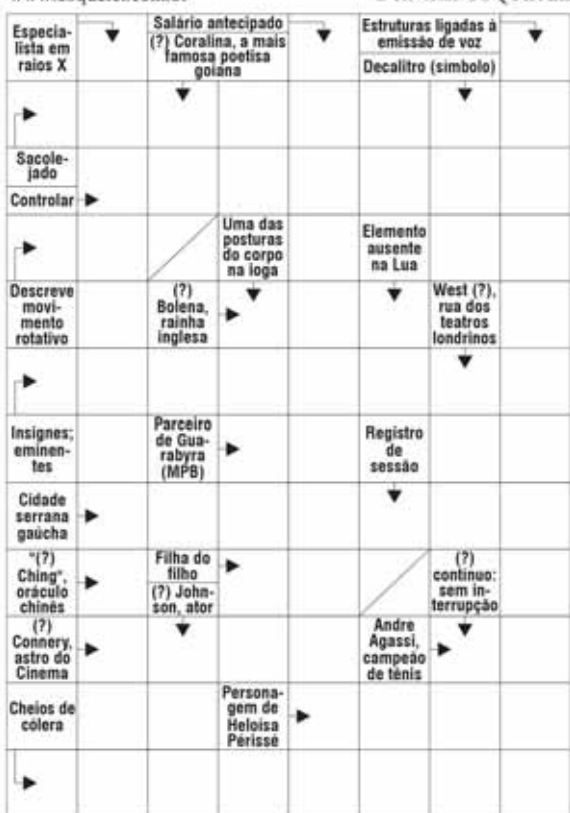 Especia-
lista em
raios X
Salário antecipado
(?) Coralina, a mais
famosa poetisa
goiana
Estruturas ligadas à
emissão de voz
Decalitro (símbolo)
Sacole-
jado
Controlar
Uma das
posturas
do corpo
na ioga
Elemento
ausente
na Lua
Descreve
movi-
mento
rotativo
(?)
Bolena,
rainha
inglesa
West (?),
rua dos
teatros
londrinos
Insignes;
eminen-
tes
Parceiro
de Gua-
rabyra
(MPB)
Registro
de
sessão
Cidade
serrana
gaúcha
"(?)
Ching",
oráculo
chinês
Filha do
filho
(?) John-
son, ator
(?)
contínuo:
sem in-
terrupção
(?)
Connery,
astro do
Cinema
Andre
Agassi,
campeão
de tênis
Cheios de
cólera
Persona-
gem de
Heloísa
Périssé